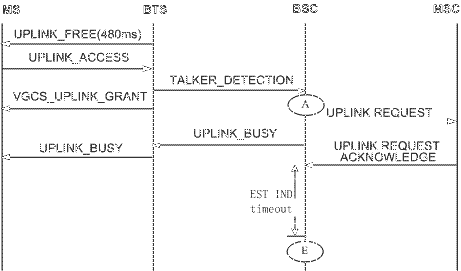 MS BTS BSC MSC
UPLINK_FREE(480ms)
UPLINK_ACCESS
TALKER_DETECTION
VGCS_UPLINK_GRANT
A
UPLINK REQUEST
UPLINK_BUSY
UPLINK_BUSY
UPLINK REQUEST
ACKNOWLEDGE
EST IND
timeout
E